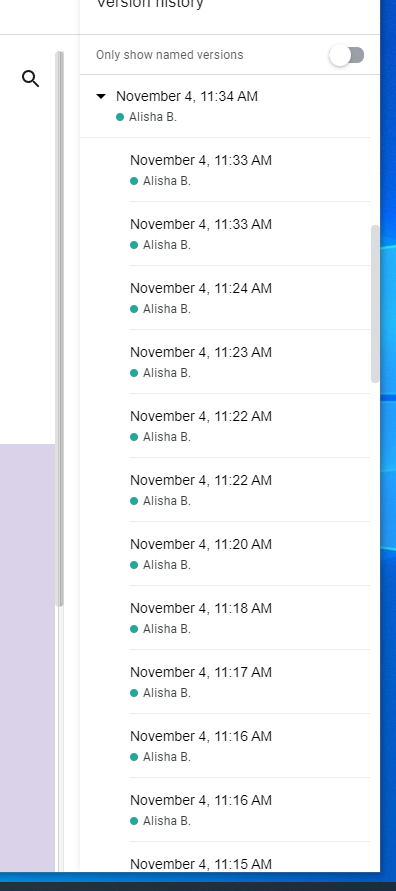 Version history
Only show named versions
November 4, 11:34 AM
Alisha B.
November 4, 11:33 AM
Alisha B.
November 4, 11:33 AM
Alisha B.
November 4, 11:24 AM
Alisha B.
November 4, 11:23 AM
Alisha B.
November 4, 11:22 AM
Alisha B.
November 4, 11:22 AM
Alisha B.
November 4, 11:20 AM
Alisha B.
November 4, 11:18 AM
Alisha B.
November 4, 11:17 AM
Alisha B.
November 4, 11:16 AM
Alisha B.
November 4, 11:16 AM
Alisha B.
November 4, 11:15 AM